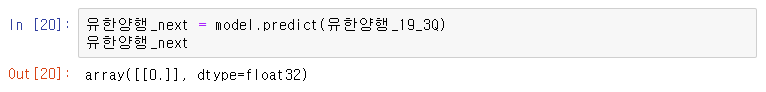 In [20]: 유한양행_next = model.predict(유한양행_19_3Q)
유한양행_next
Out[20]: array([[0.]], dtype=float32)